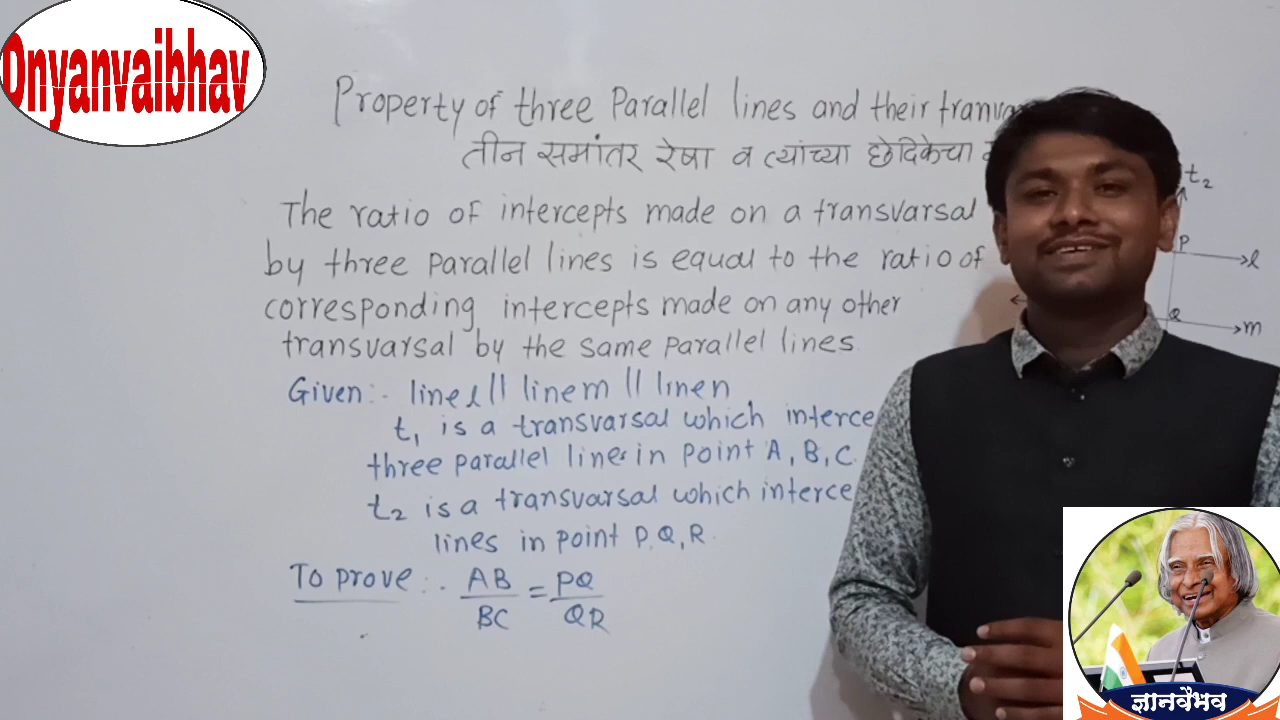 Dnyanvaibhav
Property of three Parallel lines and their
तीन समांतर रेषा व त्यांच्या छेदिकेचा
The ratio of intercepts made on a transvarsal
by three parallel lines is equal to the ratio of
corresponding intercepts made on any other
transvarsal by the same parallel lines.
Given:- line l || line m || line n
t₁ is a transvarsal which
three parallel lines in point A, B, C.
t₂ is a transvarsal which
lines in point P, Q, R.
To prove:- AB/BC = PQ/QR
t₂
P l
Q m
ज्ञानवैभव